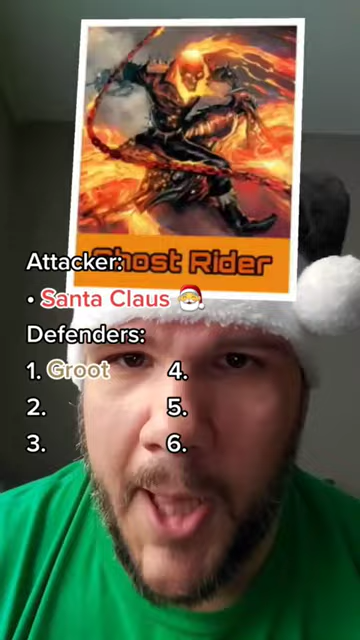 Ghost Rider
Attacker:
• Santa Claus 🎅
Defenders:
1. Groot
4.
2.
5.
3.
6.